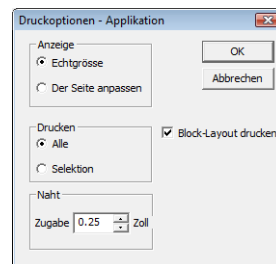 Druckoptionen - Applikation
Anzeige
Echtgrösse
Der Seite anpassen
OK
Abbrechen
Drucken
Alle
Selektion
Block-Layout drucken
Naht
Zugabe 0.25 Zoll